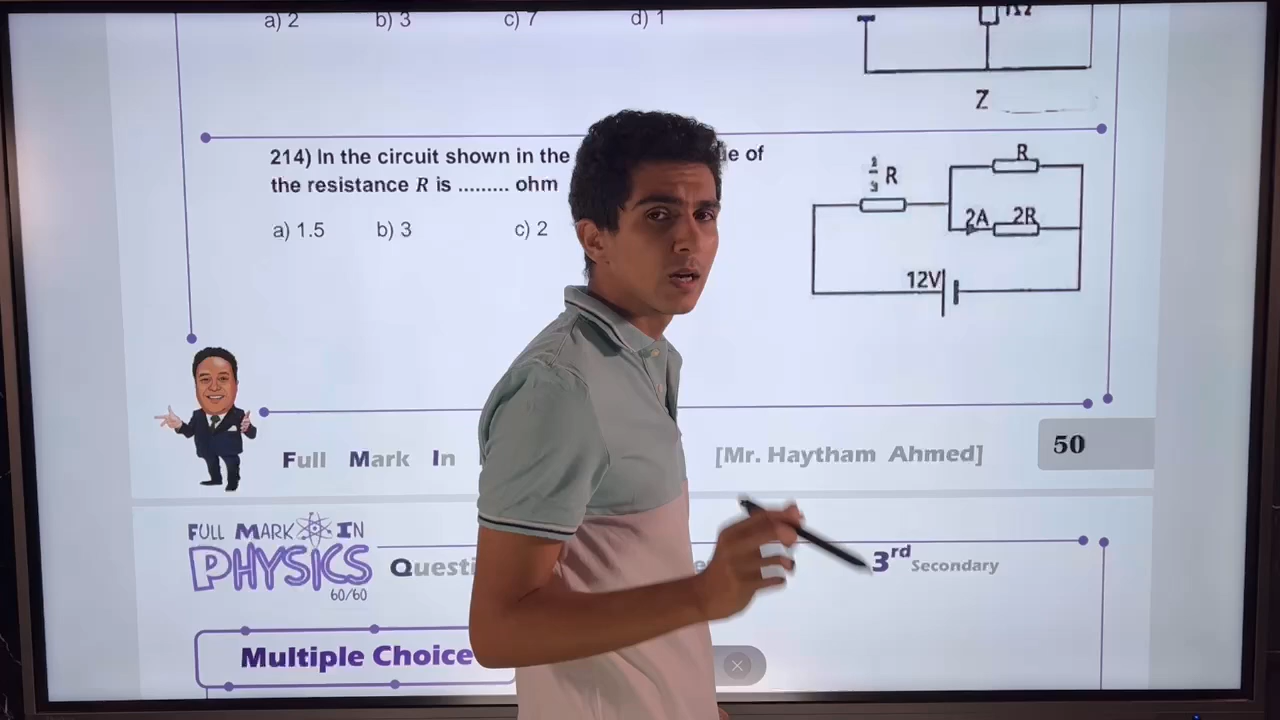 a) 2 b) 3 c) 7 d) 1
1Ω
Z
214) In the circuit shown in the of
the resistance R is ......... ohm
a) 1.5 b) 3 c) 2
R
R
2A 2R
12V
Full Mark In
[Mr. Haytham Ahmed]
50
FULL MARK IN
PHYSICS
60/60
3rd Secondary
Multiple Choice